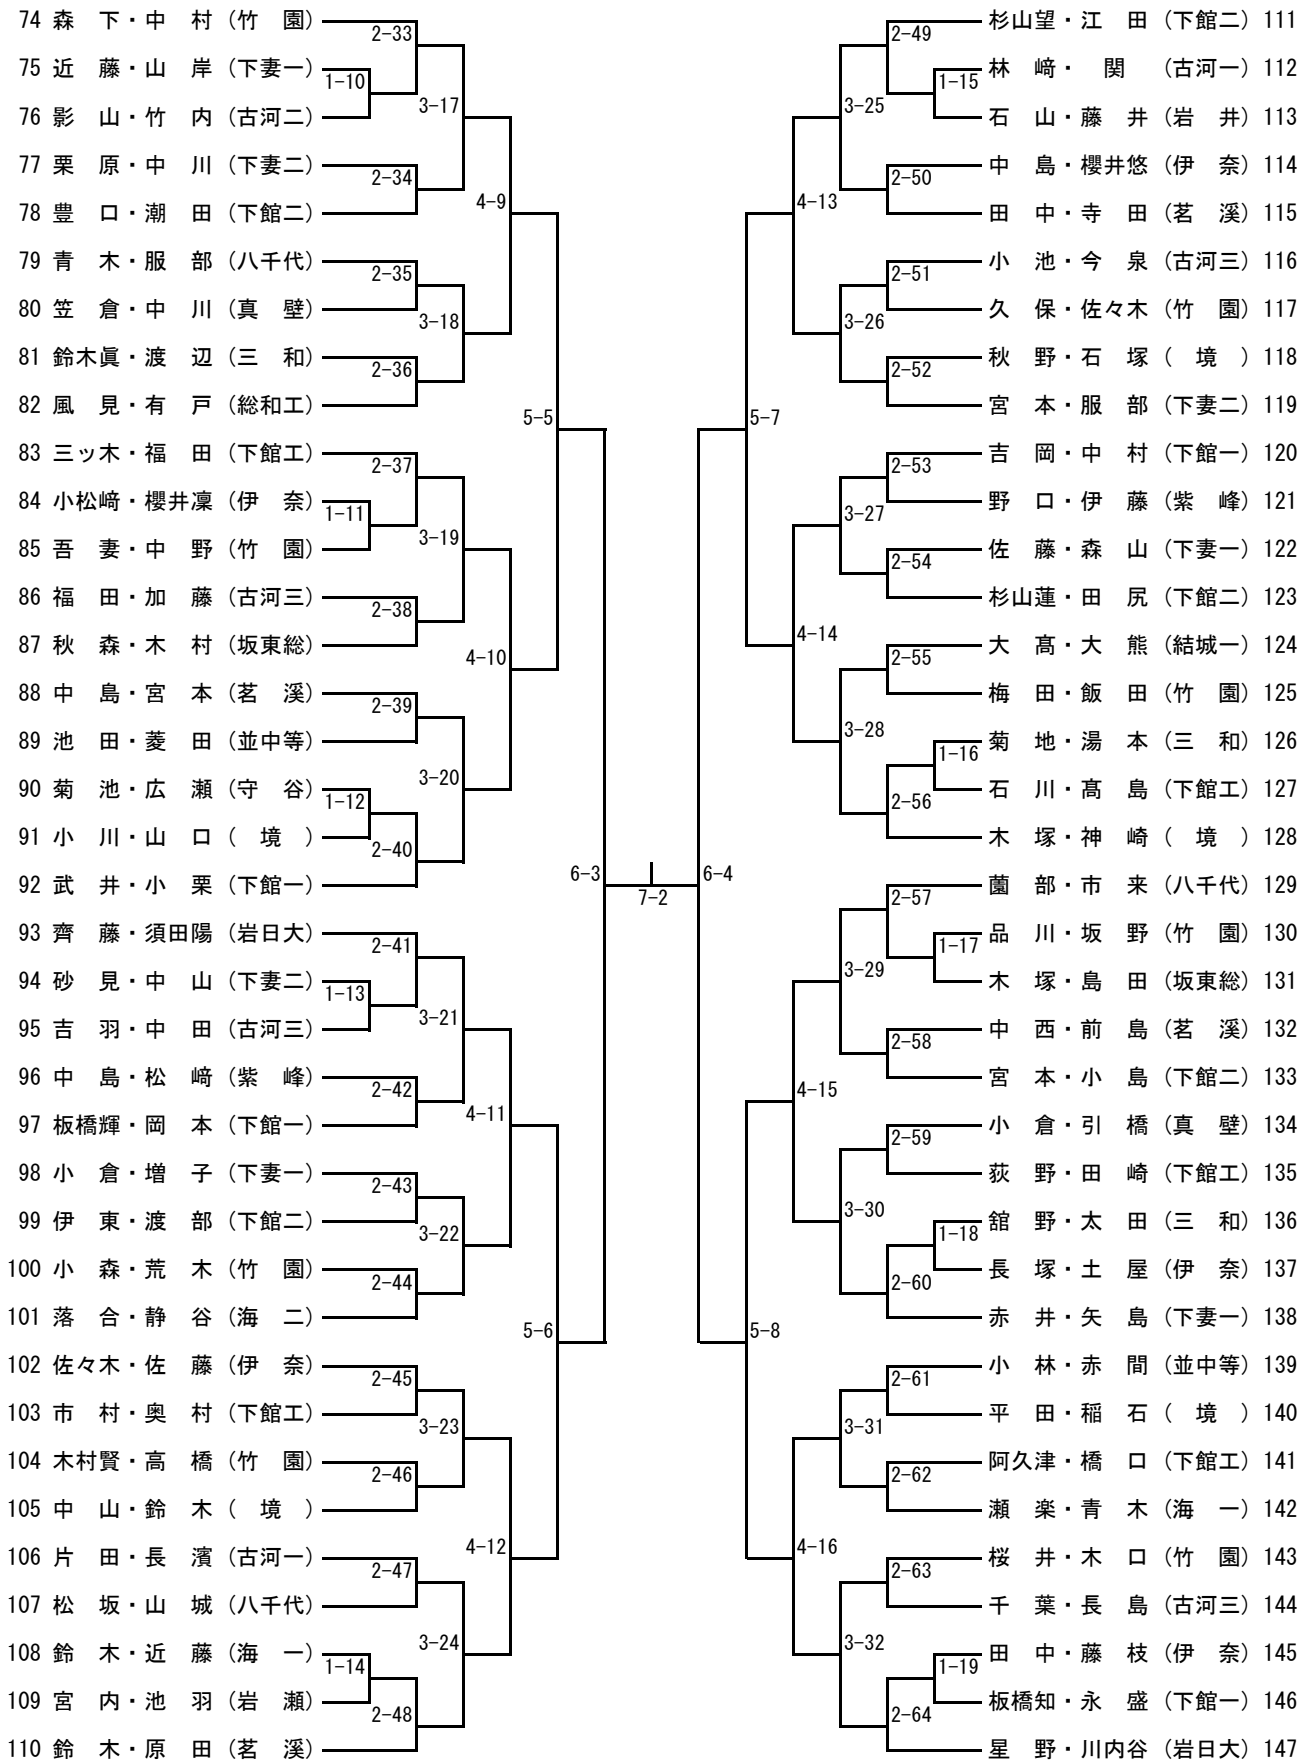 74 森　下・中　村（竹　園）
75 近　藤・山　岸（下妻一）
76 影　山・竹　内（古河二）
77 栗　原・中　川（下妻二）
78 豊　口・潮　田（下館二）
79 青　木・服　部（八千代）
80 笠　倉・中　川（真　壁）
81 鈴木眞・渡　辺（三　和）
82 風　見・有　戸（総和工）
83 三ッ木・福　田（下館工）
84 小松﨑・櫻井凜（伊　奈）
85 吾　妻・中　野（竹　園）
86 福　田・加　藤（古河三）
87 秋　森・木　村（坂東総）
88 中　島・宮　本（茗　溪）
89 池　田・菱　田（並中等）
90 菊　池・広　瀬（守　谷）
91 小　川・山　口（　境　）
92 武　井・小　栗（下館一）
93 齊　藤・須田陽（岩日大）
94 砂　見・中　山（下妻二）
95 吉　羽・中　田（古河三）
96 中　島・松　﨑（紫　峰）
97 板橋輝・岡　本（下館一）
98 小　倉・増　子（下妻一）
99 伊　東・渡　部（下館二）
100 小　森・荒　木（竹　園）
101 落　合・静　谷（海　二）
102 佐々木・佐　藤（伊　奈）
103 市　村・奥　村（下館工）
104 木村賢・高　橋（竹　園）
105 中　山・鈴　木（　境　）
106 片　田・長　濱（古河一）
107 松　坂・山　城（八千代）
108 鈴　木・近　藤（海　一）
109 宮　内・池　羽（岩　瀬）
110 鈴　木・原　田（茗　溪）
1-10
1-11
1-12
1-13
1-14
2-33
2-34
2-35
2-36
2-37
2-38
2-39
2-40
2-41
2-42
2-43
2-44
2-45
2-46
2-47
2-48
3-17
3-18
3-19
3-20
3-21
3-22
3-23
3-24
4-9
4-10
4-11
4-12
5-5
5-6
6-3
7-2
6-4
5-7
5-8
4-13
4-14
4-15
4-16
3-25
3-26
3-27
3-28
3-29
3-30
3-31
3-32
2-49
2-50
2-51
2-52
2-53
2-54
2-55
2-56
2-57
2-58
2-59
2-60
2-61
2-62
2-63
2-64
1-15
1-16
1-17
1-18
1-19
杉山望・江　田（下館二）111
林　﨑・　関　（古河一）112
石　山・藤　井（岩　井）113
中　島・櫻井悠（伊　奈）114
田　中・寺　田（茗　溪）115
小　池・今　泉（古河三）116
久　保・佐々木（竹　園）117
秋　野・石　塚（　境　）118
宮　本・服　部（下妻二）119
吉　岡・中　村（下館一）120
野　口・伊　藤（紫　峰）121
佐　藤・森　山（下妻一）122
杉山蓮・田　尻（下館二）123
大　髙・大　熊（結城一）124
梅　田・飯　田（竹　園）125
菊　地・湯　本（三　和）126
石　川・髙　島（下館工）127
木　塚・神　崎（　境　）128
薗　部・市　来（八千代）129
品　川・坂　野（竹　園）130
木　塚・島　田（坂東総）131
中　西・前　島（茗　溪）132
宮　本・小　島（下館二）133
小　倉・引　橋（真　壁）134
荻　野・田　崎（下館工）135
舘　野・太　田（三　和）136
長　塚・土　屋（伊　奈）137
赤　井・矢　島（下妻一）138
小　林・赤　間（並中等）139
平　田・稲　石（　境　）140
阿久津・橋　口（下館工）141
瀬　楽・青　木（海　一）142
桜　井・木　口（竹　園）143
千　葉・長　島（古河三）144
田　中・藤　枝（伊　奈）145
板橋知・永　盛（下館一）146
星　野・川内谷（岩日大）147